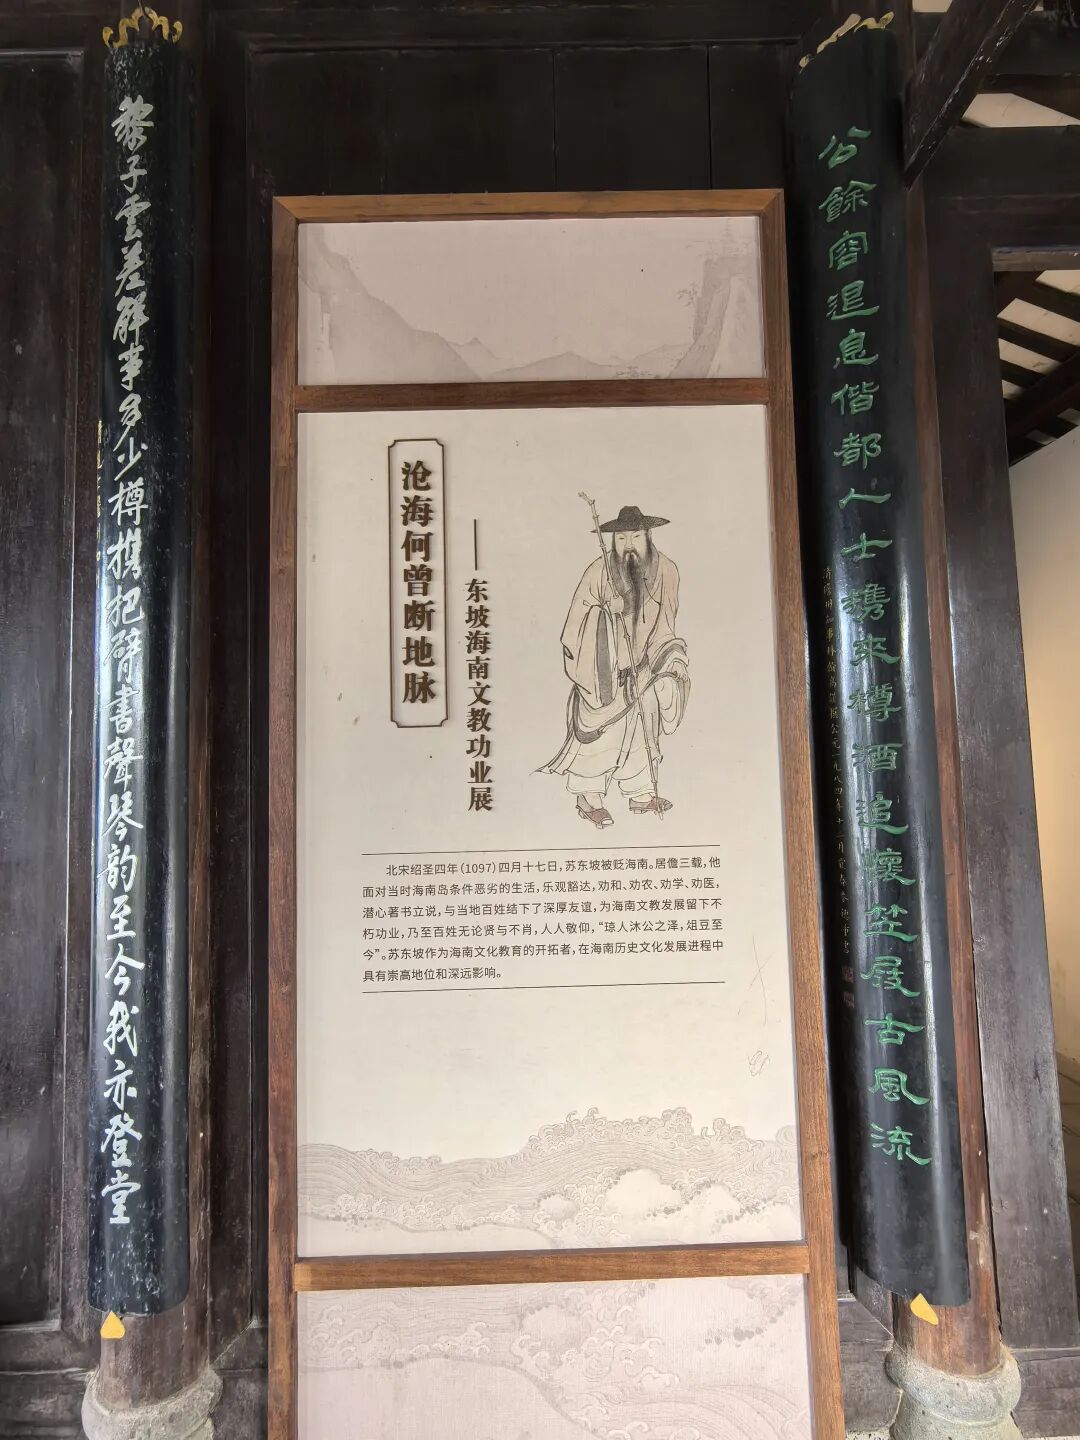 公餘容退息偕都人士携來樽酒追懷笠屐古風流
黎子雲差解事多少樽携把臂書聲琴韵至今我亦登堂
沧海何曾断地脉
——东坡海南文教功业展
北宋绍圣四年（1097）四月十七日，苏东坡被贬海南。居儋三载，他
面对当时海南岛条件恶劣的生活，乐观豁达，劝和、劝农、劝学、劝医，
潜心著书立说，与当地百姓结下了深厚友谊，为海南文教发展留下不
朽功业，乃至百姓无论贤与不肖，人人敬仰，“琼人沐公之泽，俎豆至
今”。苏东坡作为海南文化教育的开拓者，在海南历史文化发展进程中
具有崇高地位和深远影响。